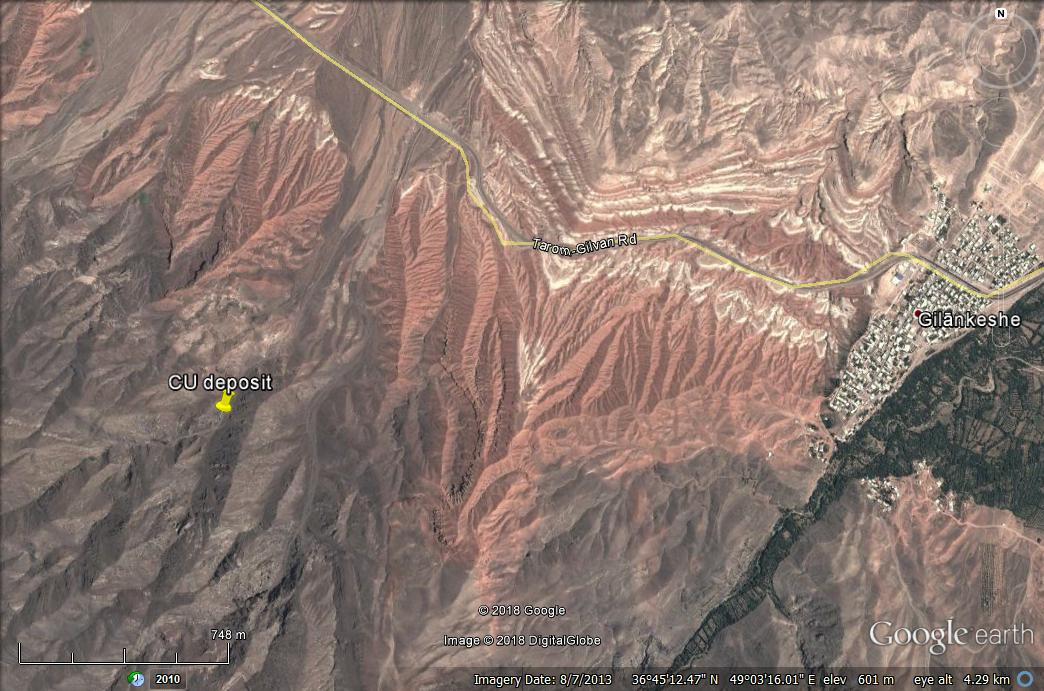 N
Tarom-Gilvan Rd
Gilānkeshe
CU deposit
© 2018 Google
748 m
Image © 2018 DigitalGlobe
Google earth
2010
Imagery Date: 8/7/2013 36°45'12.47" N 49°03'16.01" E elev 601 m eye alt 4.29 km